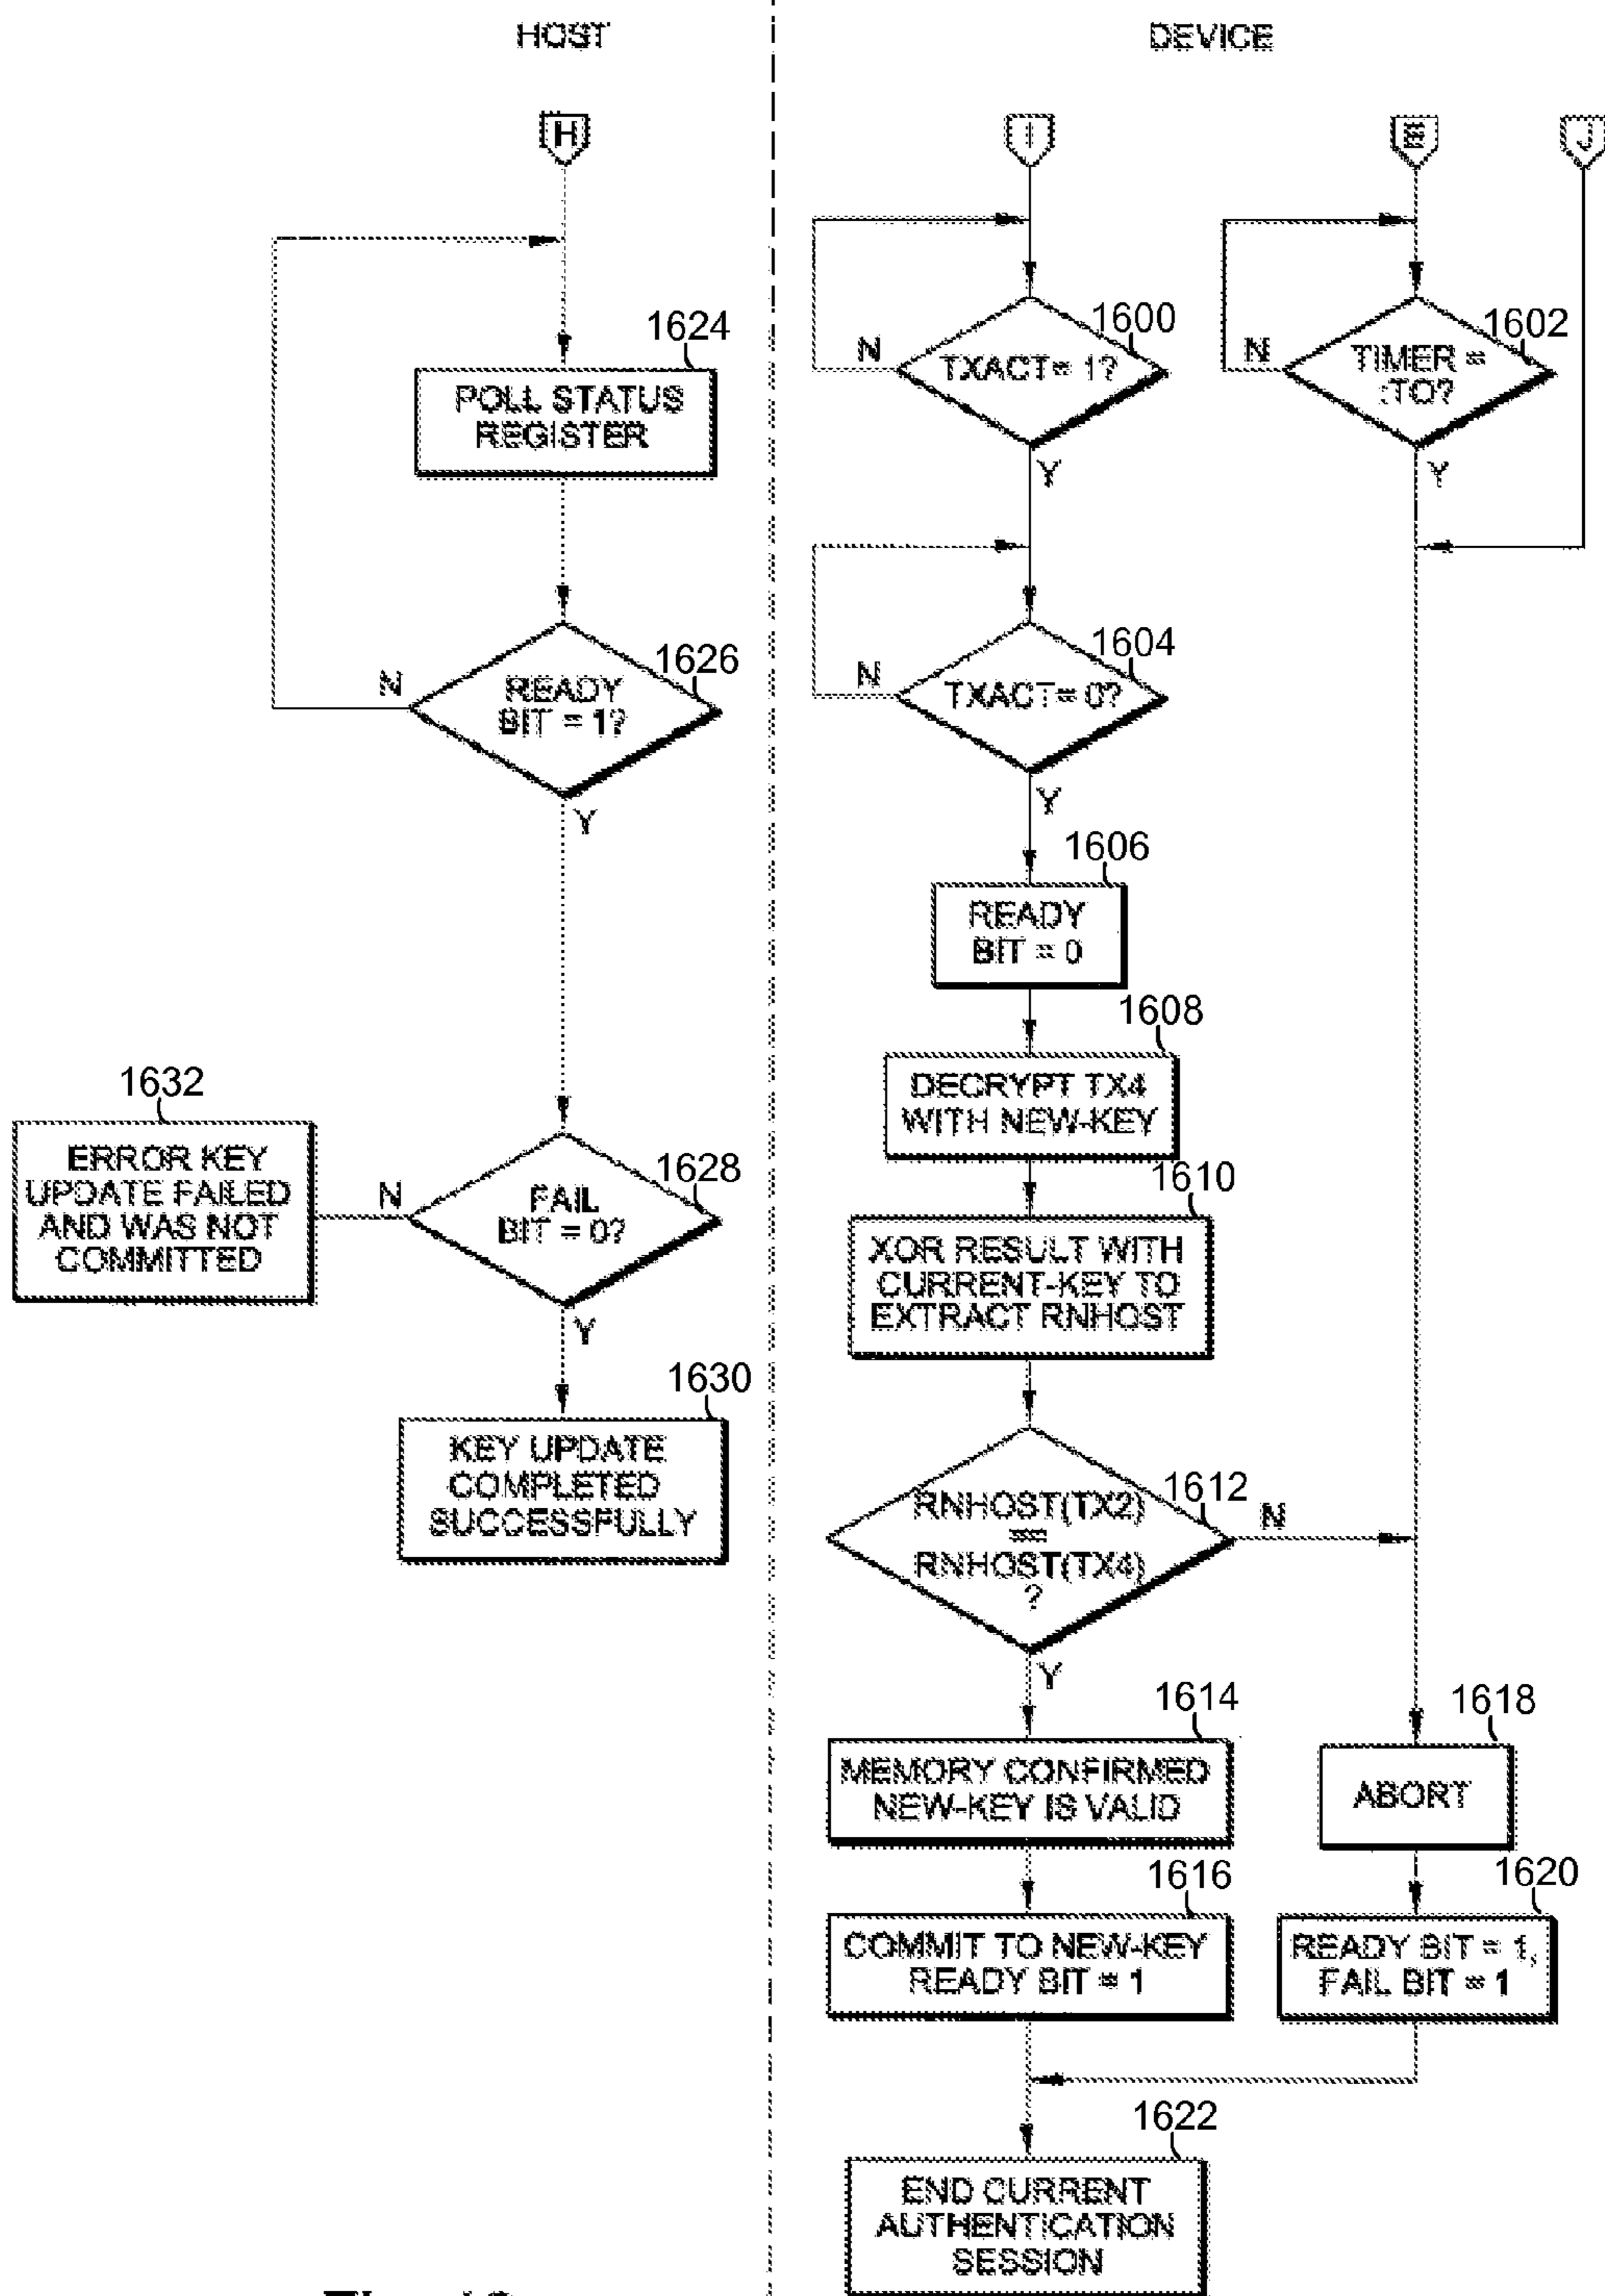 HOST
DEVICE
H
I
E
J
1624
POLL STATUS
REGISTER
1626
READY
BIT = 1?
N
Y
1628
FAIL
BIT = 0?
N
Y
1632
ERROR KEY
UPDATE FAILED
AND WAS NOT
COMMITTED
1630
KEY UPDATE
COMPLETED
SUCCESSFULLY
1600
TXACT= 1?
N
Y
1602
TIMER =
:TO?
N
Y
1604
TXACT= 0?
N
Y
1606
READY
BIT = 0
1608
DECRYPT TX4
WITH NEW-KEY
1610
XOR RESULT WITH
CURRENT-KEY TO
EXTRACT RNHOST
1612
RNHOST(TX2)
==
RNHOST(TX4)
?
N
Y
1614
MEMORY CONFIRMED
NEW-KEY IS VALID
1616
COMMIT TO NEW-KEY
READY BIT = 1
1618
ABORT
1620
READY BIT = 1,
FAIL BIT = 1
1622
END CURRENT
AUTHENTICATION
SESSION